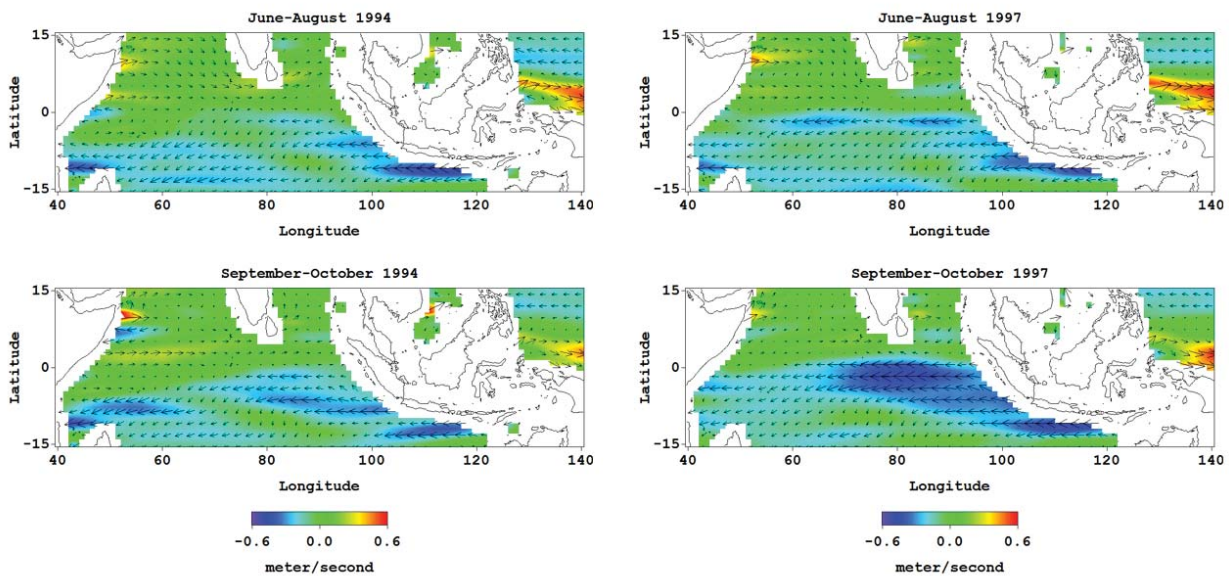 June-August 1994
15
0
-15
Latitude
40 60 80 100 120 140
Longitude
June-August 1997
15
0
-15
Latitude
40 60 80 100 120 140
Longitude
September-October 1994
15
0
-15
Latitude
40 60 80 100 120 140
Longitude
-0.6 0.0 0.6
meter/second
September-October 1997
15
0
-15
Latitude
40 60 80 100 120 140
Longitude
-0.6 0.0 0.6
meter/second